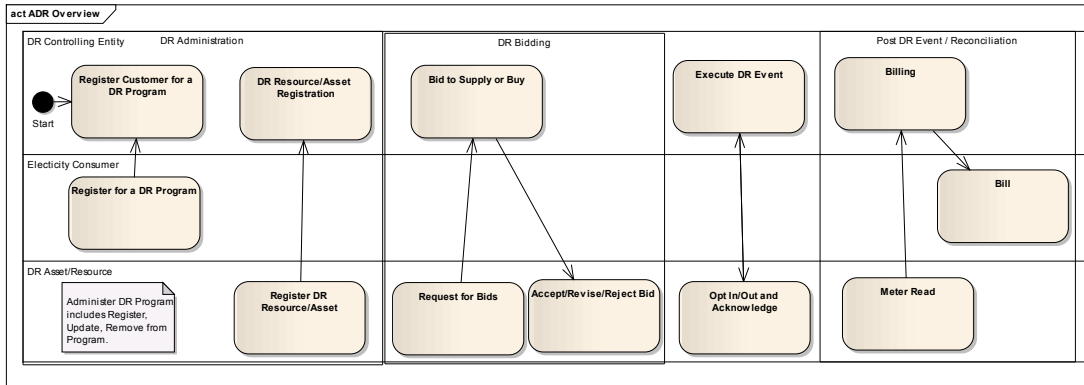 act ADR Overview
DR Controlling Entity
DR Administration
DR Bidding
Post DR Event / Reconciliation
Register Customer for a
DR Program
DR Resource/Asset
Registration
Bid to Supply or Buy
Execute DR Event
Billing
Start
Electicity Consumer
Register for a DR Program
Bill
DR Asset/Resource
Administer DR Program
includes Register,
Update, Remove from
Program.
Register DR
Resource/Asset
Request for Bids
Accept/Revise/Reject Bid
Opt In/Out and
Acknowledge
Meter Read